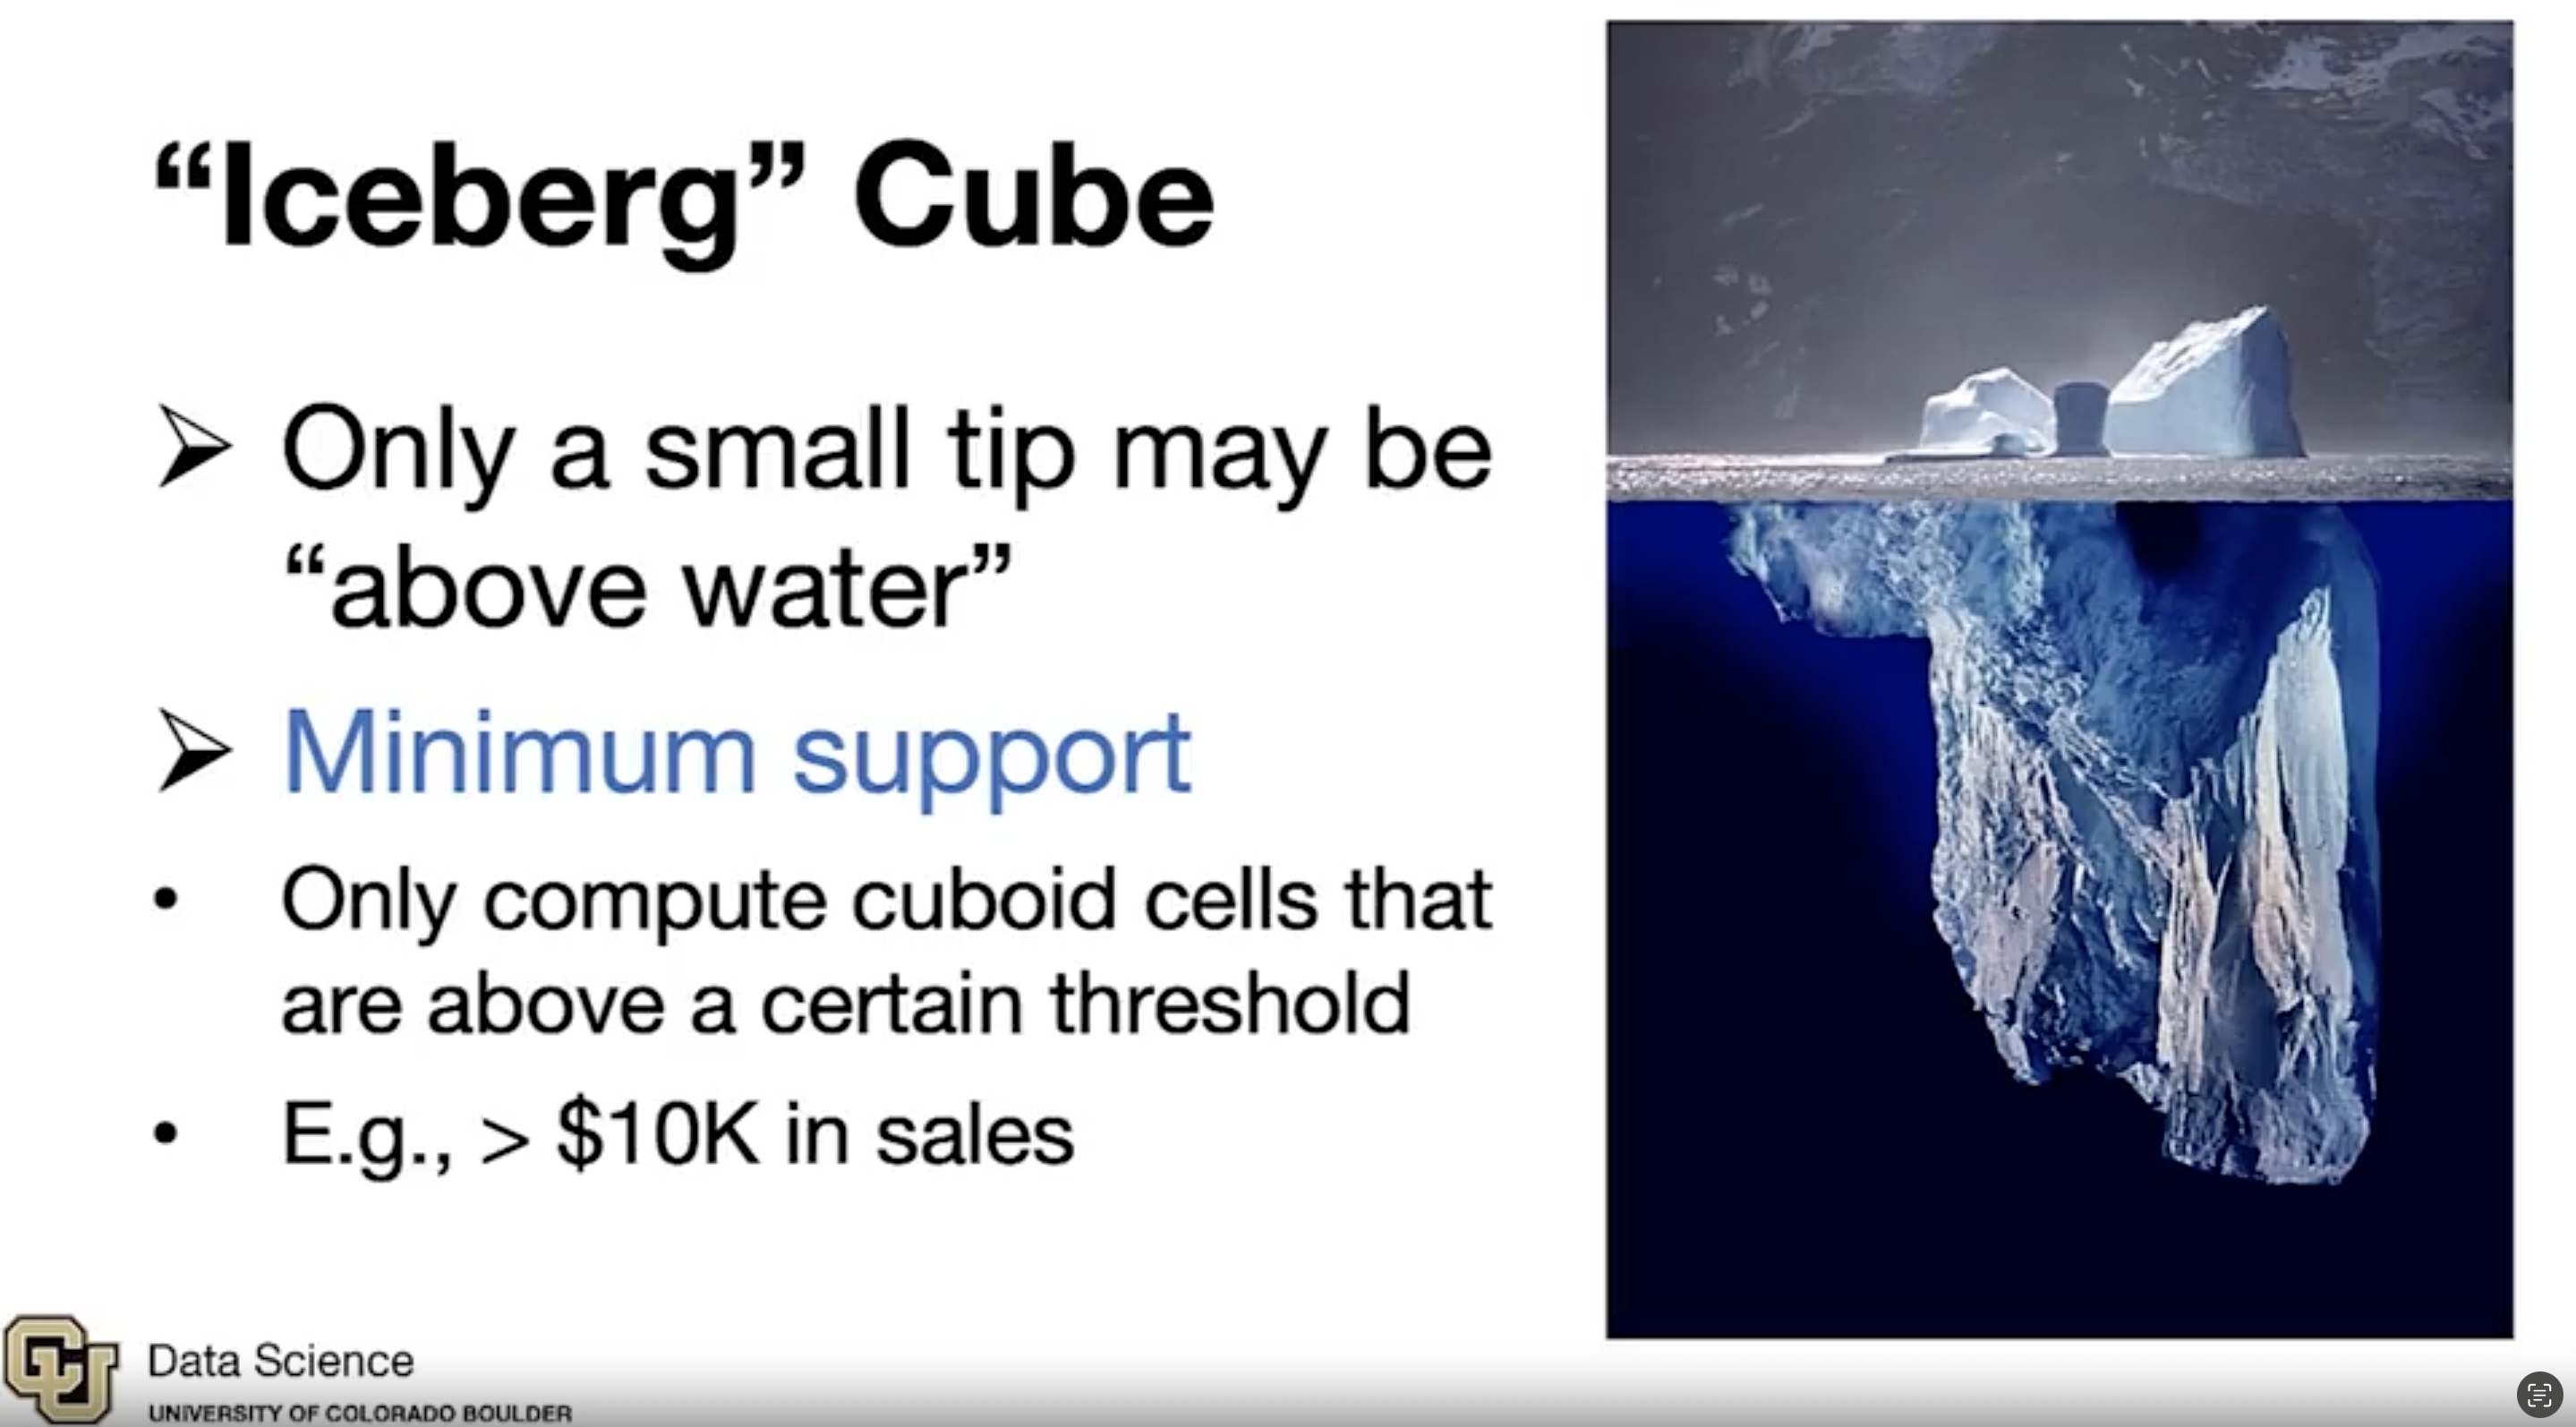 “Iceberg” Cube
➢ Only a small tip may be
“above water”
➢ Minimum support
• Only compute cuboid cells that
are above a certain threshold
• E.g., > $10K in sales
CU
Data Science
UNIVERSITY OF COLORADO BOULDER